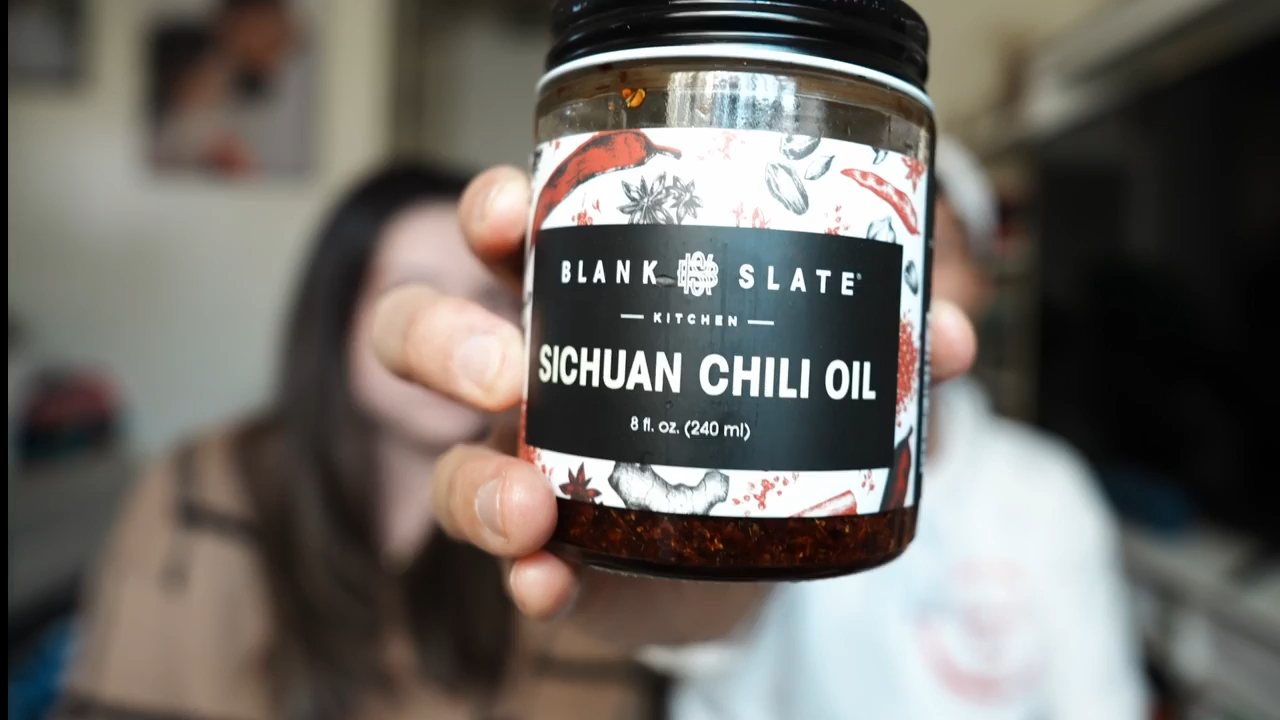 BLANK SLATE
KITCHEN
SICHUAN CHILI OIL
8 fl. oz. (240 ml)